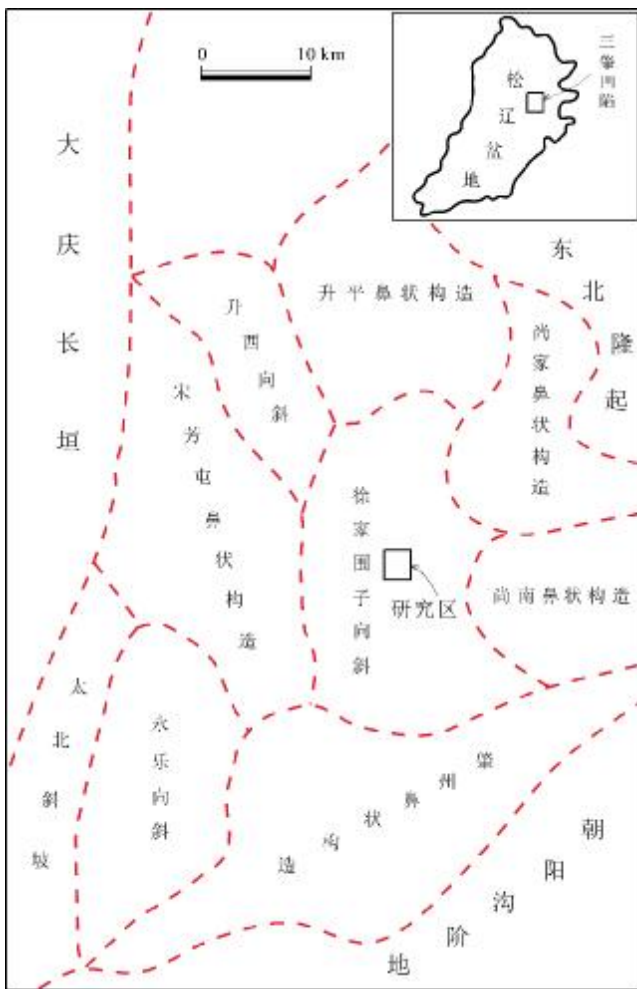 0 10 km
松辽盆地
三肇凹陷
大庆长垣
东北隆起
升平鼻状构造
升西向斜
尚家鼻状构造
宋芳屯鼻状构造
徐家围子向斜
研究区
尚南鼻状构造
太北斜坡
永乐向斜
肇州鼻状构造
朝阳沟阶地